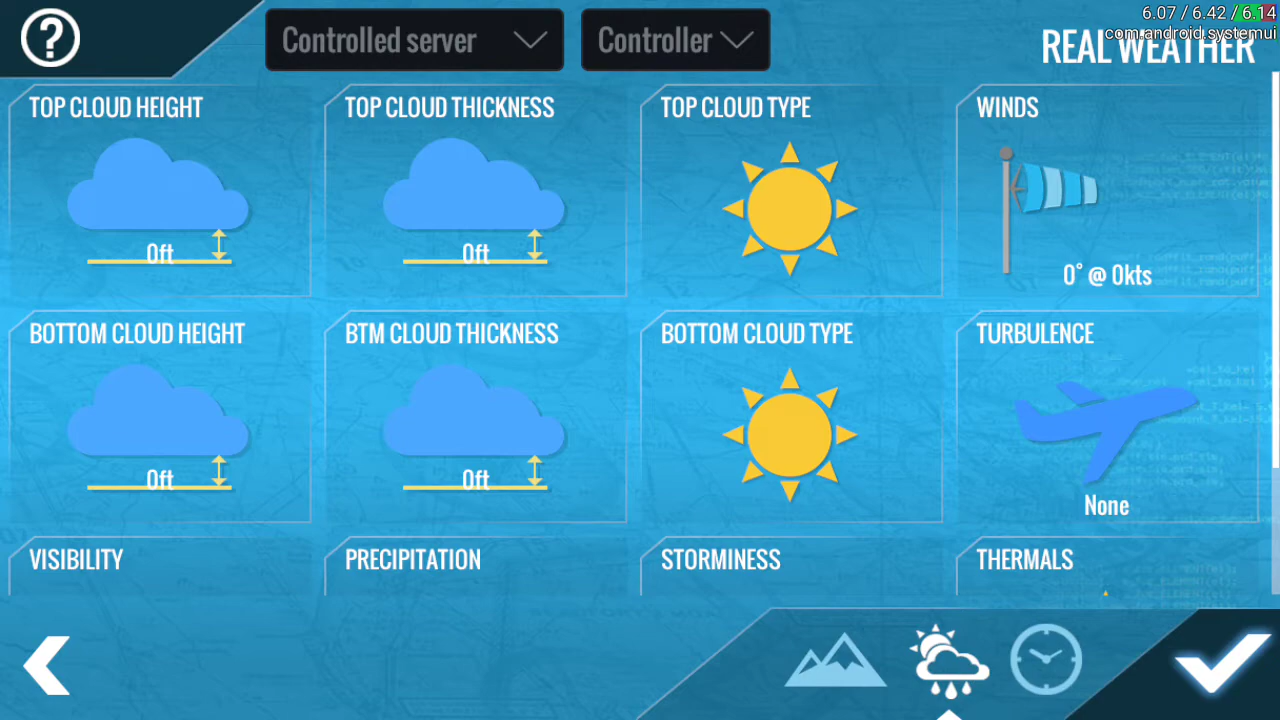 ?
Controlled server
Controller
6.07 / 6.42 / 6.14
com.android.systemui
REAL WEATHER
TOP CLOUD HEIGHT
0ft
TOP CLOUD THICKNESS
0ft
TOP CLOUD TYPE
WINDS
0° @ 0kts
BOTTOM CLOUD HEIGHT
0ft
BTM CLOUD THICKNESS
0ft
BOTTOM CLOUD TYPE
TURBULENCE
None
VISIBILITY
PRECIPITATION
STORMINESS
THERMALS